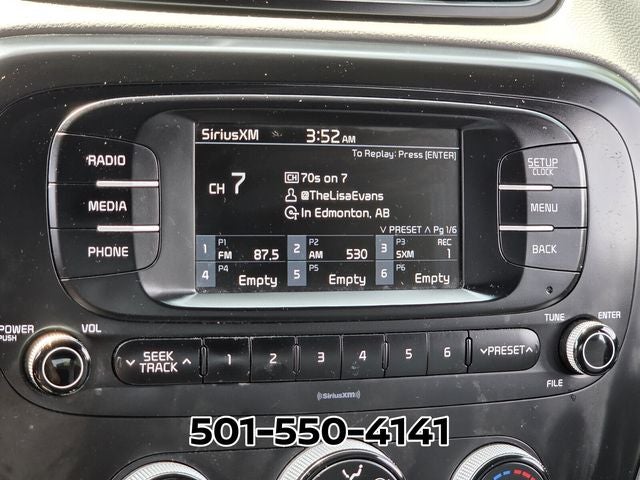 SiriusXM 3:52 AM
To Replay: Press [ENTER]
CH 7
CH 70s on 7
@TheLisaEvans
In Edmonton, AB
PRESET Pg 1/6
1 P1 FM 87.5 2 P2 AM 530 3 P3 SXM REC 1
4 P4 Empty 5 P5 Empty 6 P6 Empty
RADIO
MEDIA
PHONE
SETUP
CLOCK
MENU
BACK
POWER
PUSH
VOL
SEEK
TRACK
1 2 3 4 5 6
PRESET
TUNE
ENTER
FILE
SiriusXM
501-550-4141